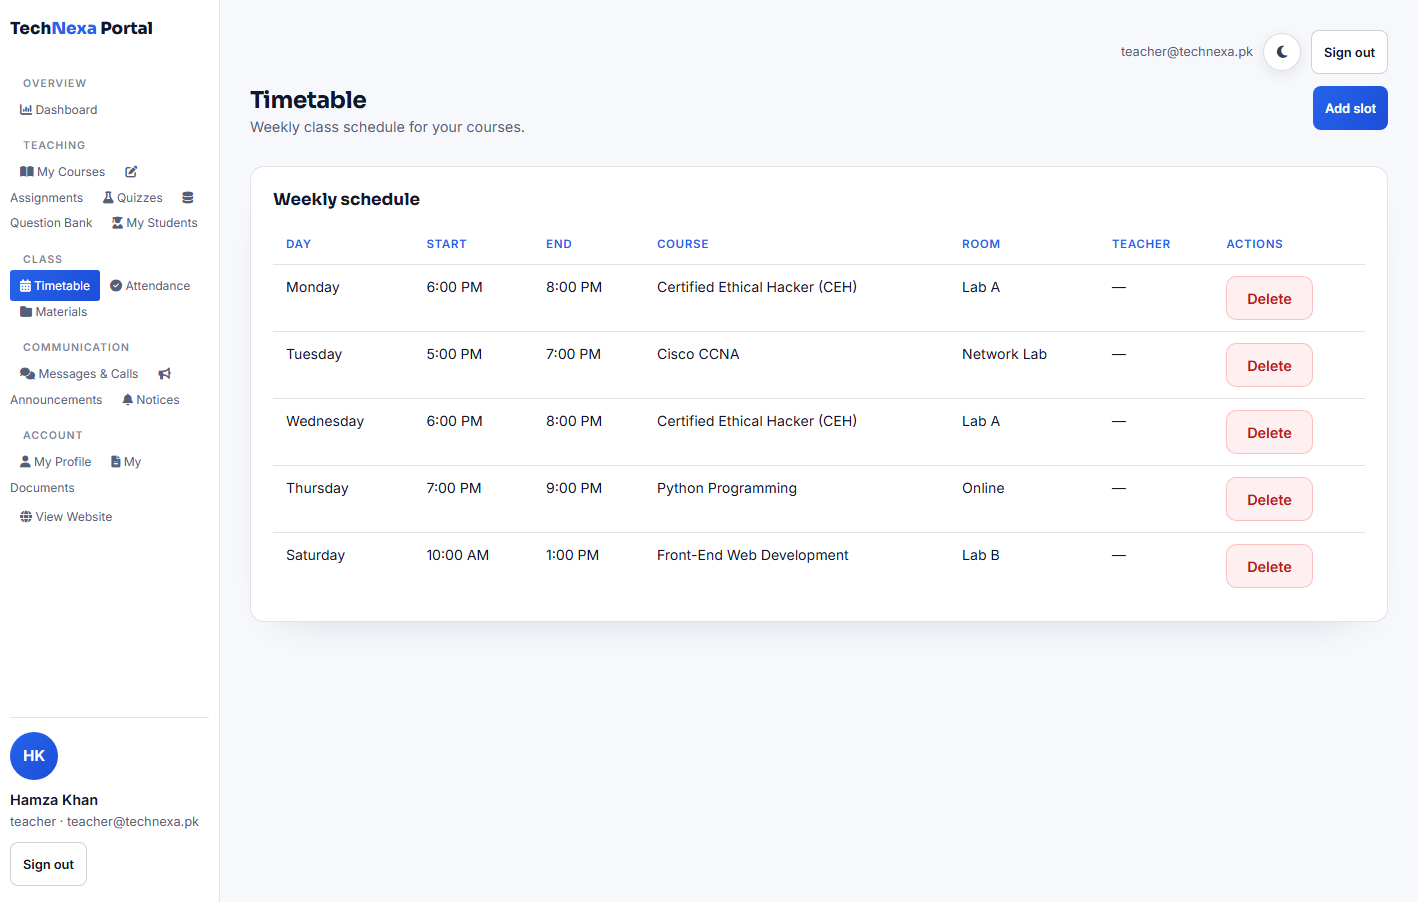 TechNexa Portal
OVERVIEW
Dashboard
TEACHING
My Courses
Assignments Quizzes
Question Bank My Students
CLASS
Timetable Attendance
Materials
COMMUNICATION
Messages & Calls
Announcements Notices
ACCOUNT
My Profile My
Documents
View Website
HK
Hamza Khan
teacher · teacher@technexa.pk
Sign out
teacher@technexa.pk Sign out
Timetable
Weekly class schedule for your courses.
Add slot
Weekly schedule
DAY START END COURSE ROOM TEACHER ACTIONS
Monday 6:00 PM 8:00 PM Certified Ethical Hacker (CEH) Lab A — Delete
Tuesday 5:00 PM 7:00 PM Cisco CCNA Network Lab — Delete
Wednesday 6:00 PM 8:00 PM Certified Ethical Hacker (CEH) Lab A — Delete
Thursday 7:00 PM 9:00 PM Python Programming Online — Delete
Saturday 10:00 AM 1:00 PM Front-End Web Development Lab B — Delete